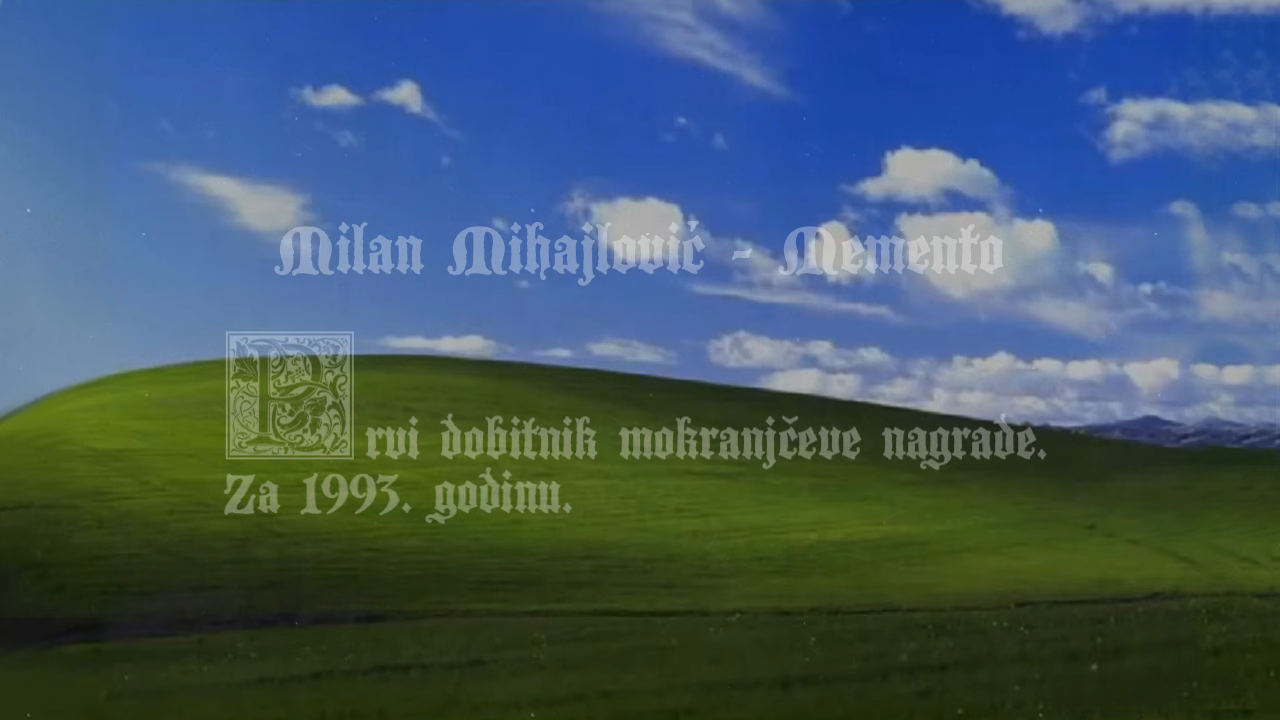 Milan Mihajlović - Memento
Prvi dobitnik mokranjčeve nagrade.
Za 1993. godinu.